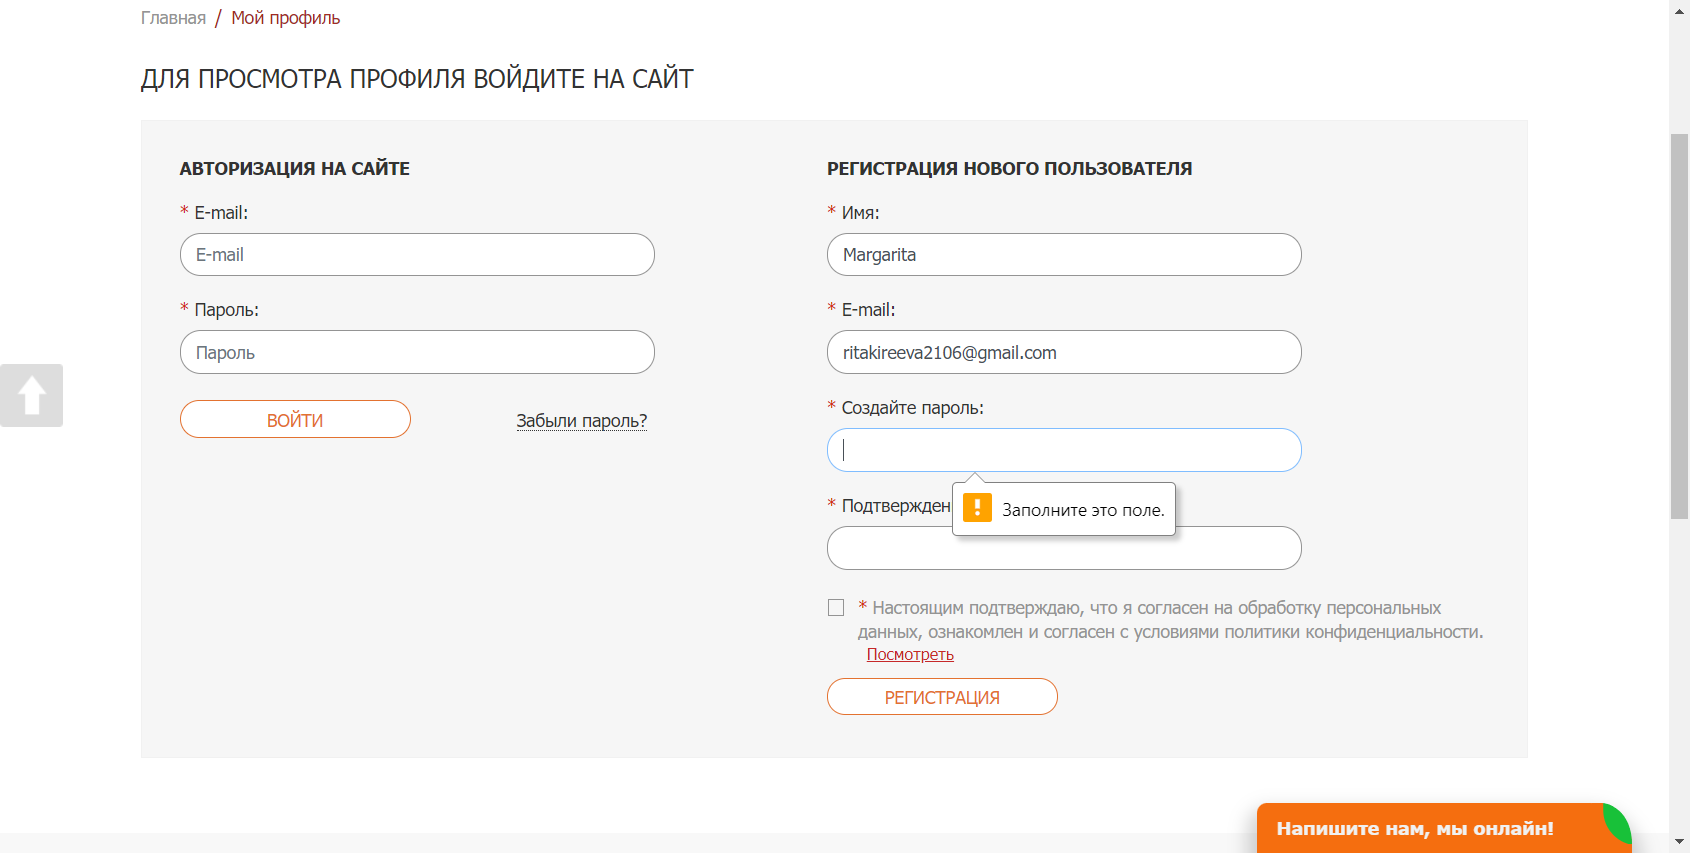 Главная / Мой профиль
ДЛЯ ПРОСМОТРА ПРОФИЛЯ ВОЙДИТЕ НА САЙТ
АВТОРИЗАЦИЯ НА САЙТЕ
* E-mail:
E-mail
* Пароль:
Пароль
ВОЙТИ
Забыли пароль?
РЕГИСТРАЦИЯ НОВОГО ПОЛЬЗОВАТЕЛЯ
* Имя:
Margarita
* E-mail:
ritakireeva2106@gmail.com
* Создайте пароль:
Заполните это поле.
* Подтвержден
* Настоящим подтверждаю, что я согласен на обработку персональных
данных, ознакомлен и согласен с условиями политики конфиденциальности.
Посмотреть
РЕГИСТРАЦИЯ
Напишите нам, мы онлайн!